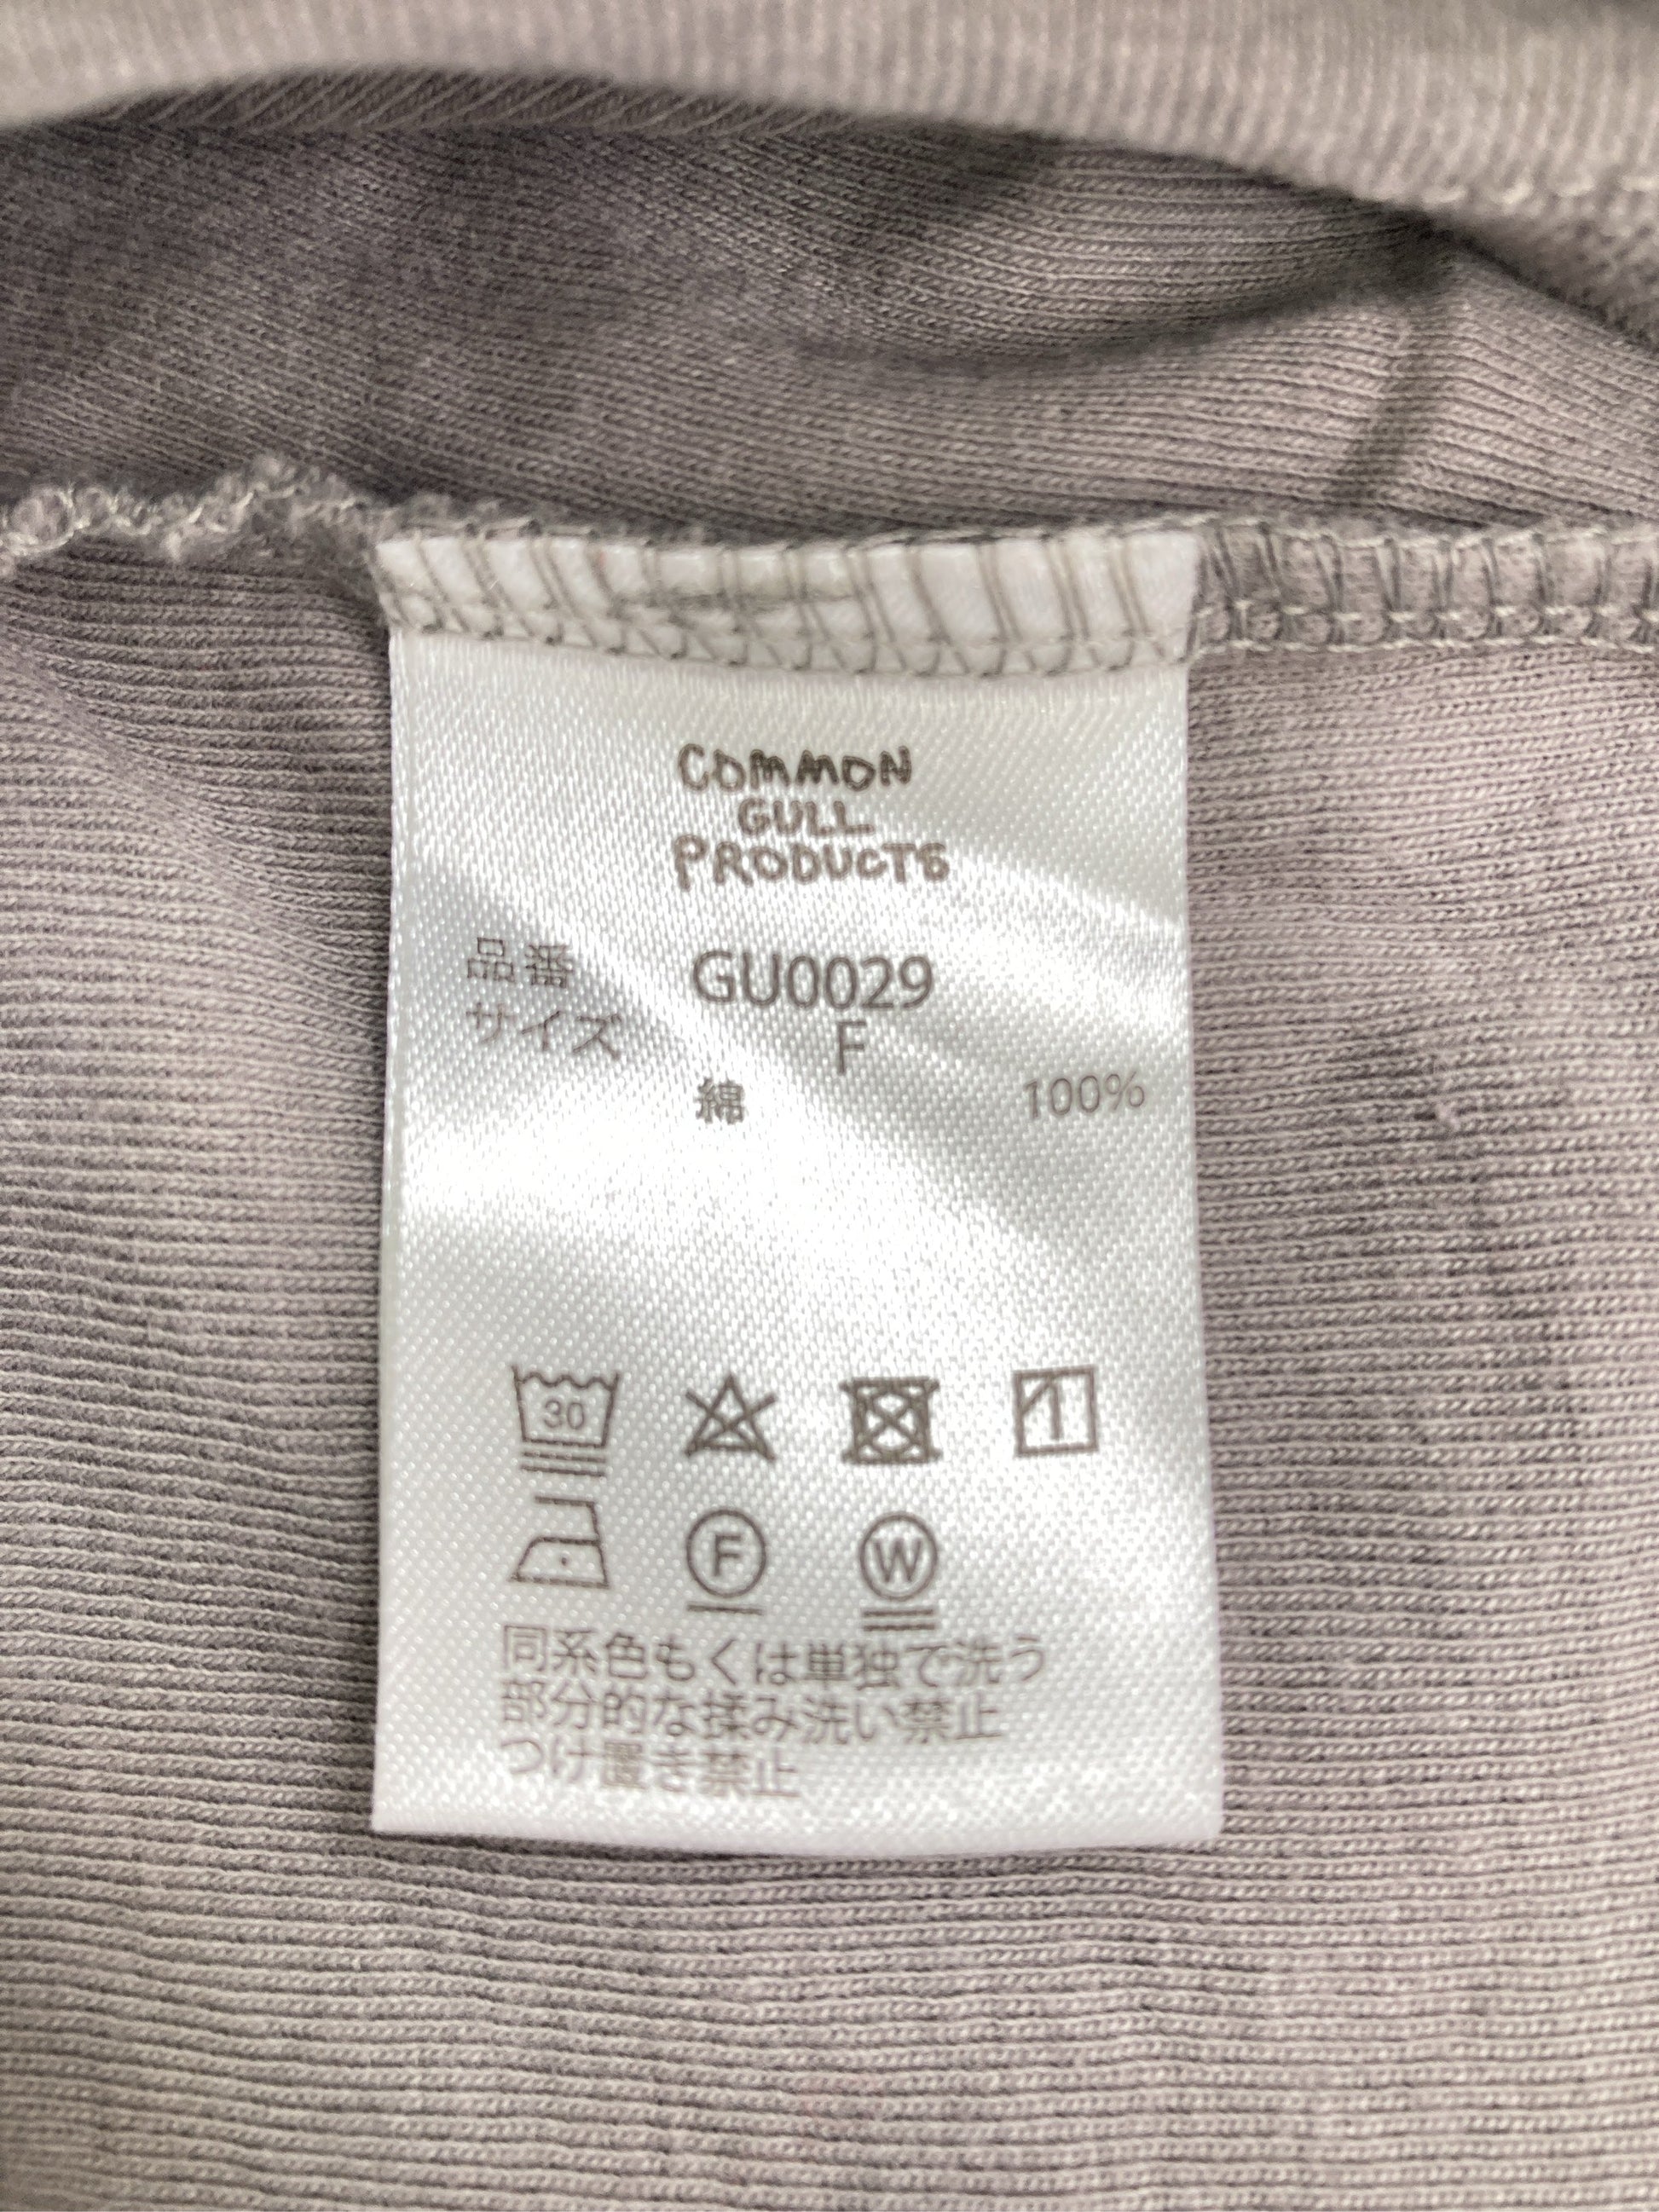 COMMON
GULL
PRODUCTS
品番 GU0029
サイズ F
綿 100%
30 1
F W
同系色もくは単独で洗う
部分的な揉み洗い禁止
つけ置き禁止